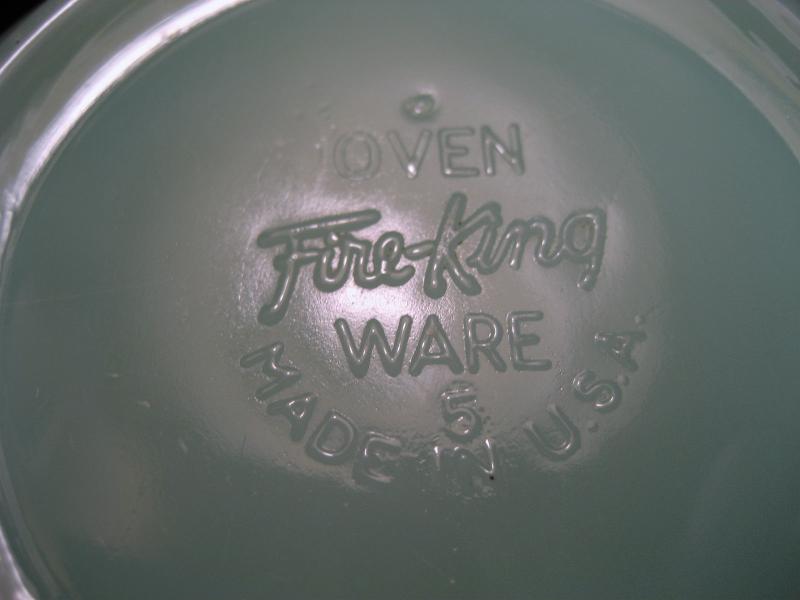 OVEN
Fire-King
WARE
5
MADE IN U.S.A.